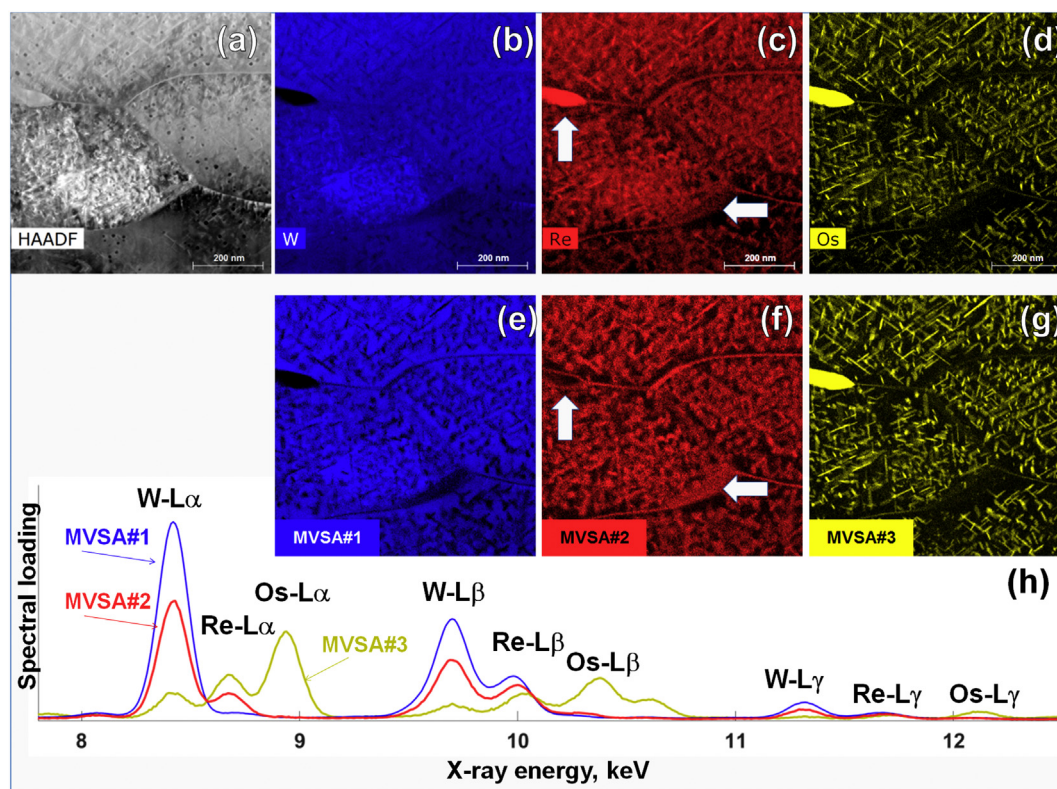 (a)
(b)
(c)
(d)
HAADF
200 nm
W
200 nm
Re
200 nm
Os
200 nm
(e)
(f)
(g)
MVSA#1
MVSA#2
MVSA#3
(h)
Spectral loading
W-Lα
MVSA#1
MVSA#2
Re-Lα
Os-Lα
MVSA#3
W-Lβ
Re-Lβ
Os-Lβ
W-Lγ
Re-Lγ
Os-Lγ
8 9 10 11 12
X-ray energy, keV